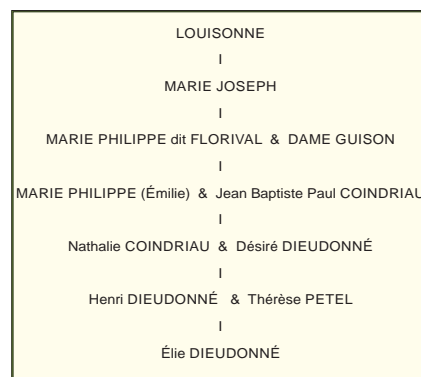 LOUISONNE
I
MARIE JOSEPH
I
MARIE PHILIPPE dit FLORIVAL & DAME GUISON
I
MARIE PHILIPPE (Émilie) & Jean Baptiste Paul COINDRIAU
I
Nathalie COINDRIAU & Désiré DIEUDONNÉ
I
Henri DIEUDONNÉ & Thérèse PETEL
I
Élie DIEUDONNÉ